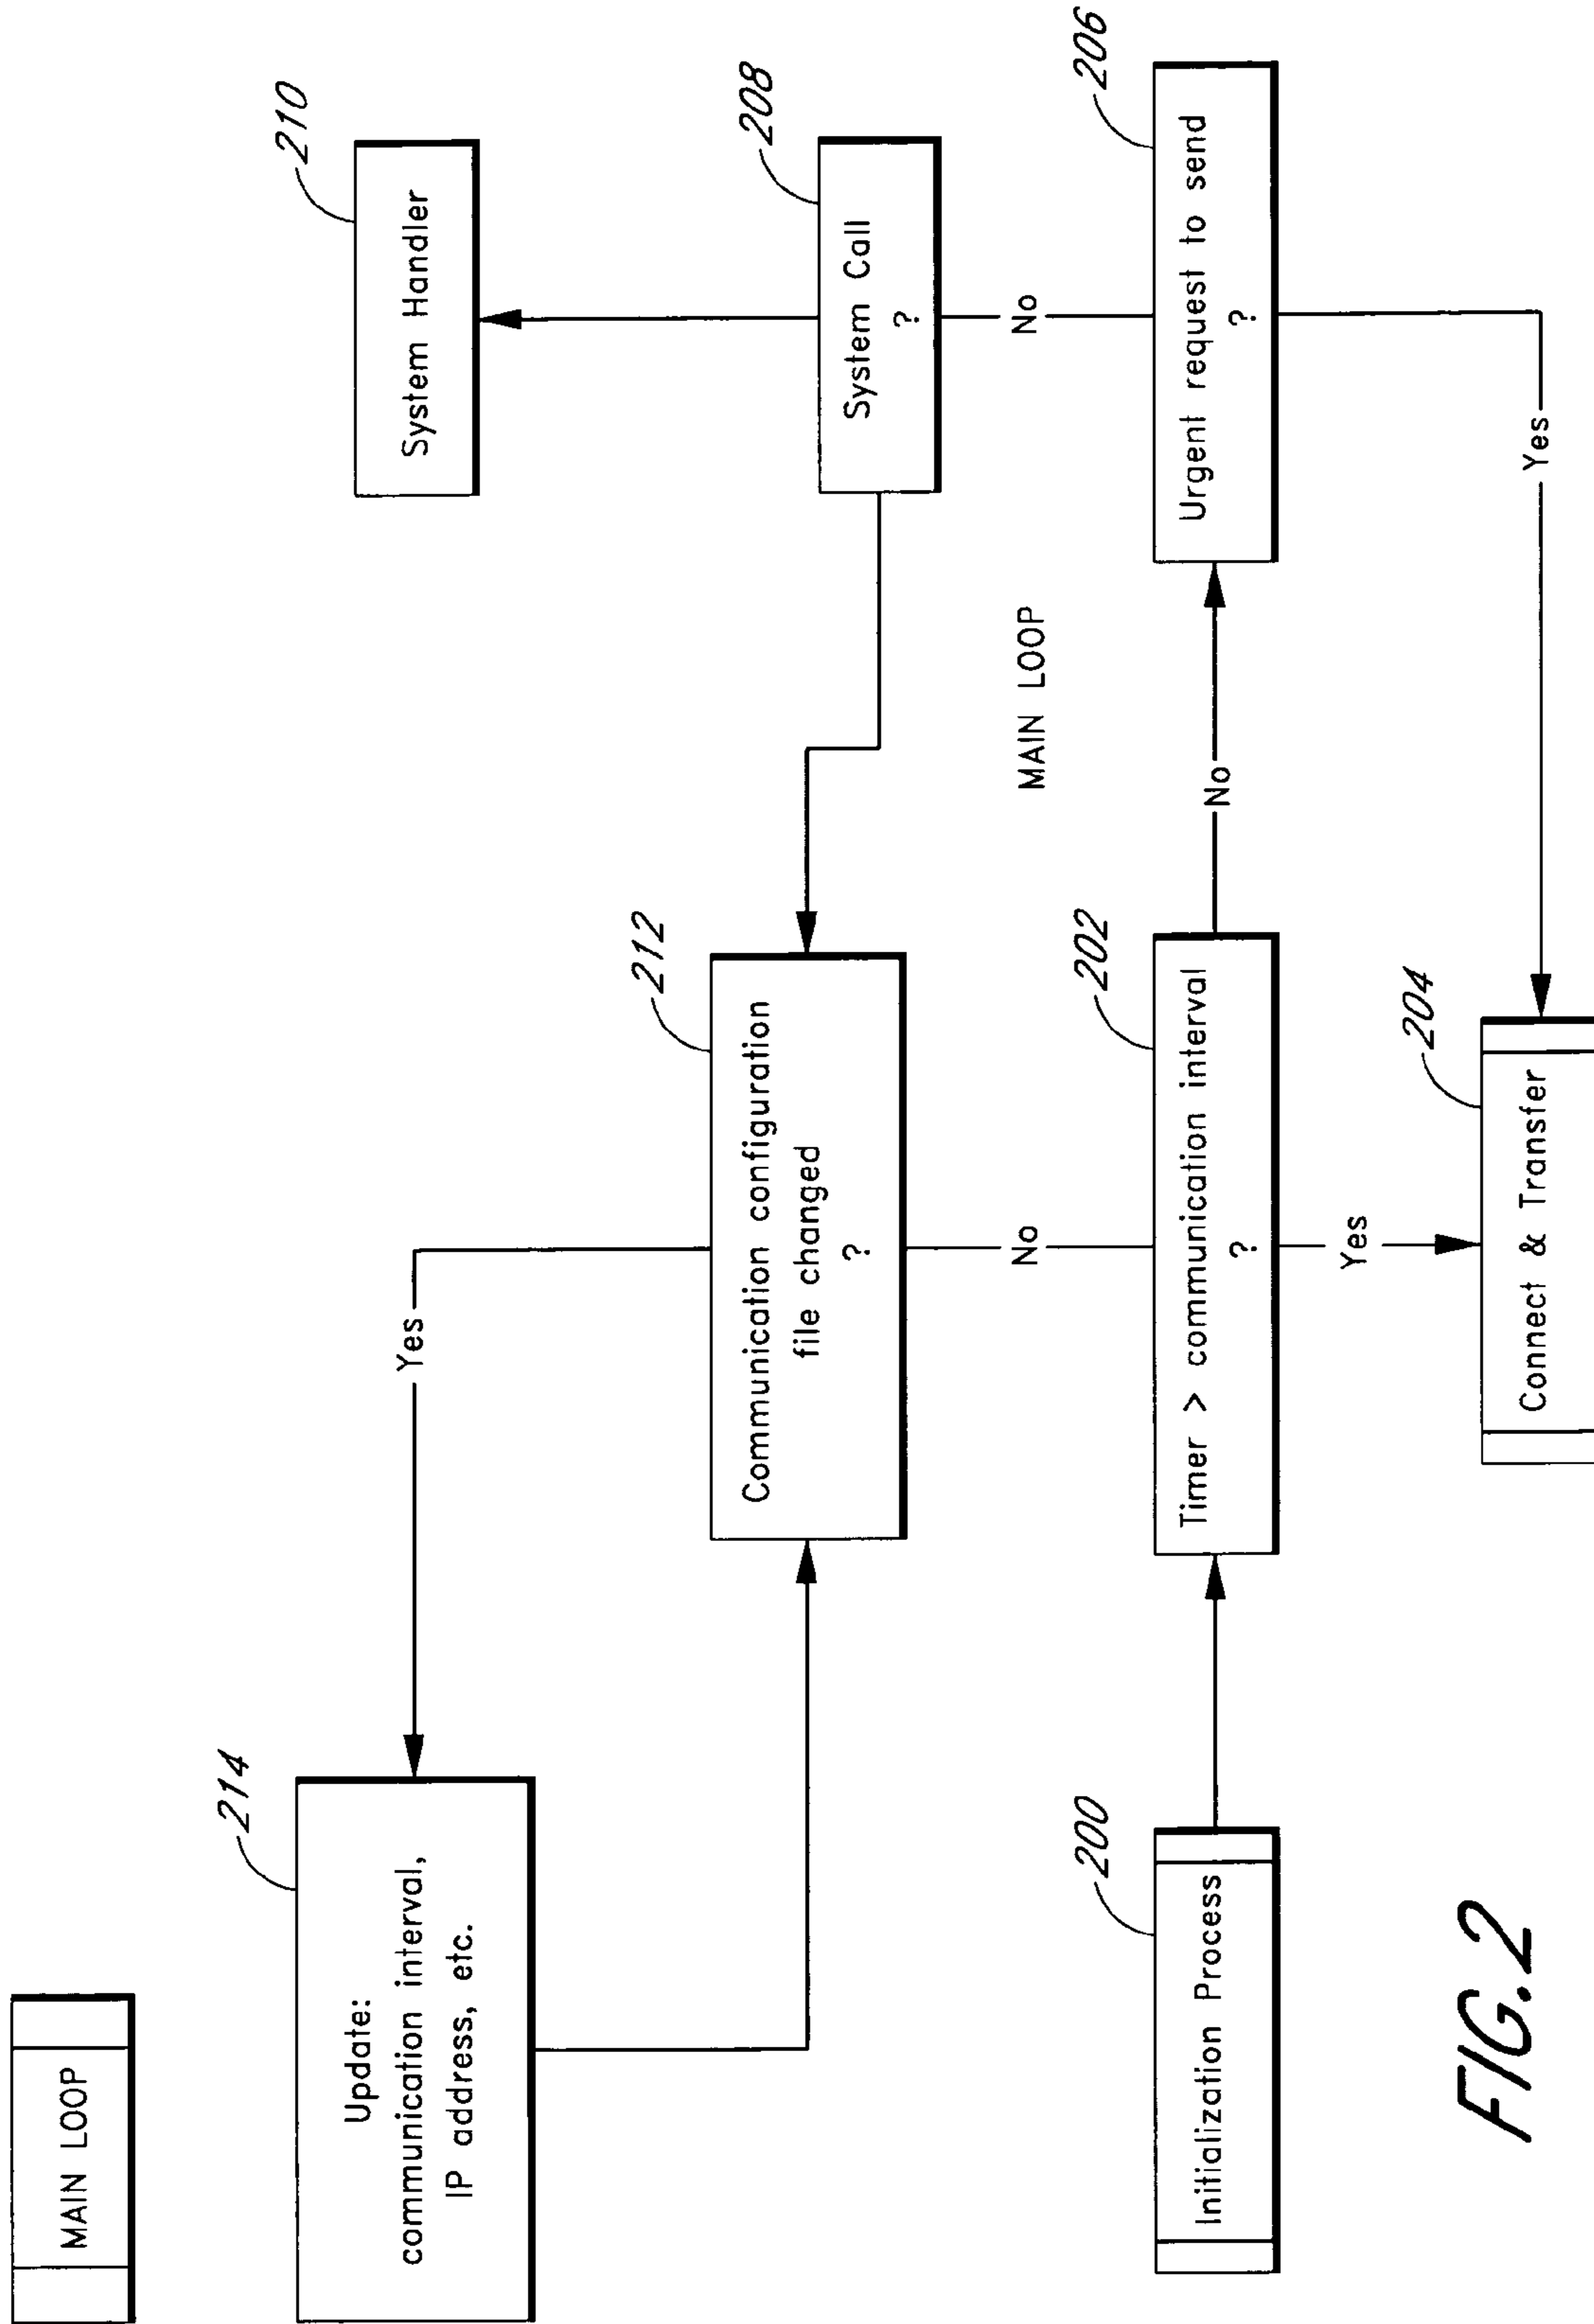 MAIN LOOP
214
Update:
communication interval,
IP address, etc.
Yes
212
Communication configuration
file changed
?
210
System Handler
208
System Call
?
No
No
MAIN LOOP
200
Initialization Process
202
Timer > communication interval
?
No
206
Urgent request to send
?
Yes
Yes
204
Connect & Transfer
FIG.2